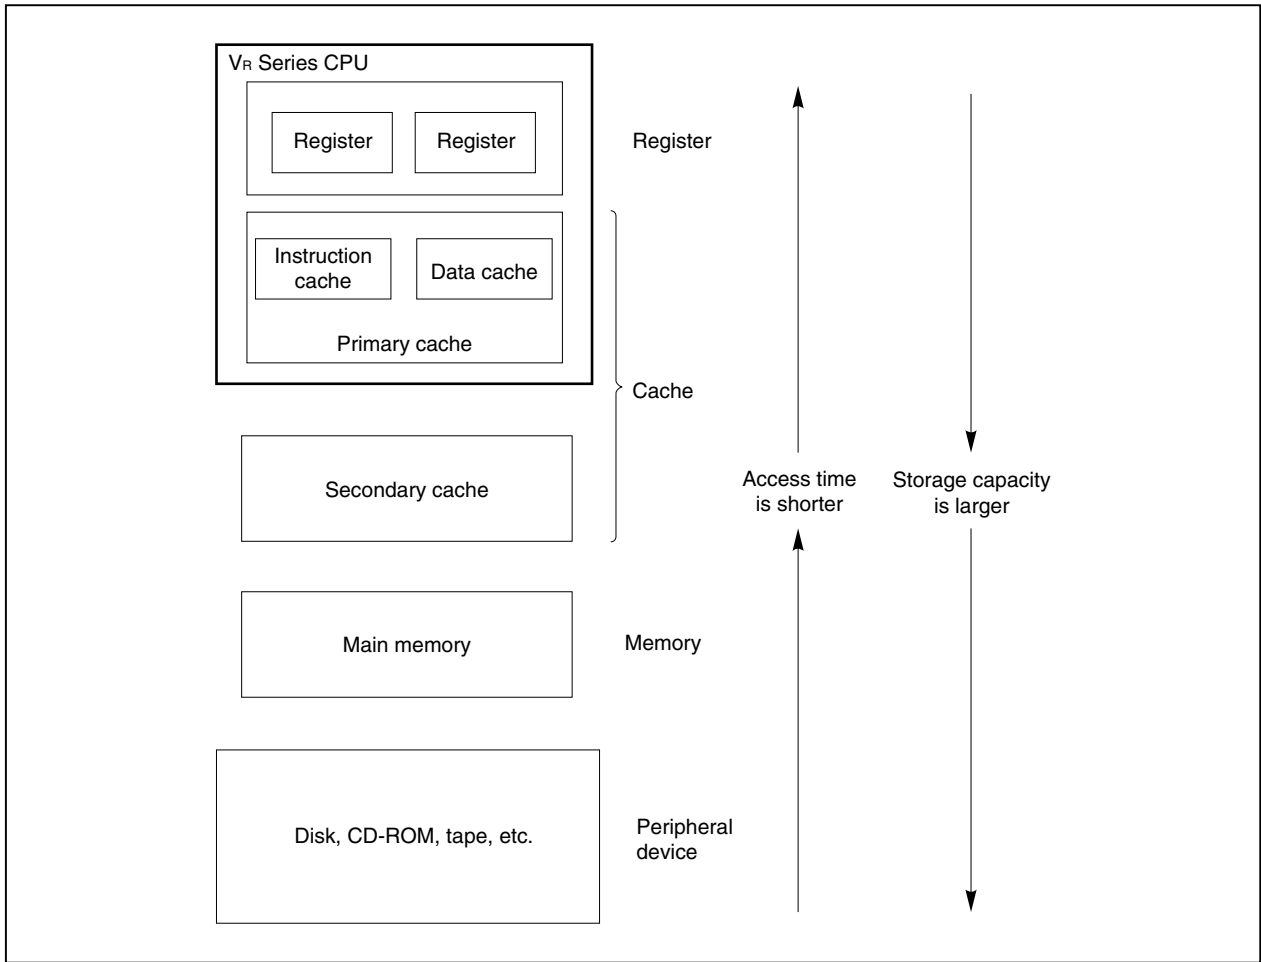 VR Series CPU
Register
Register
Register
Instruction
cache
Data cache
Primary cache
Cache
Secondary cache
Access time
is shorter
Storage capacity
is larger
Main memory
Memory
Disk, CD-ROM, tape, etc.
Peripheral
device